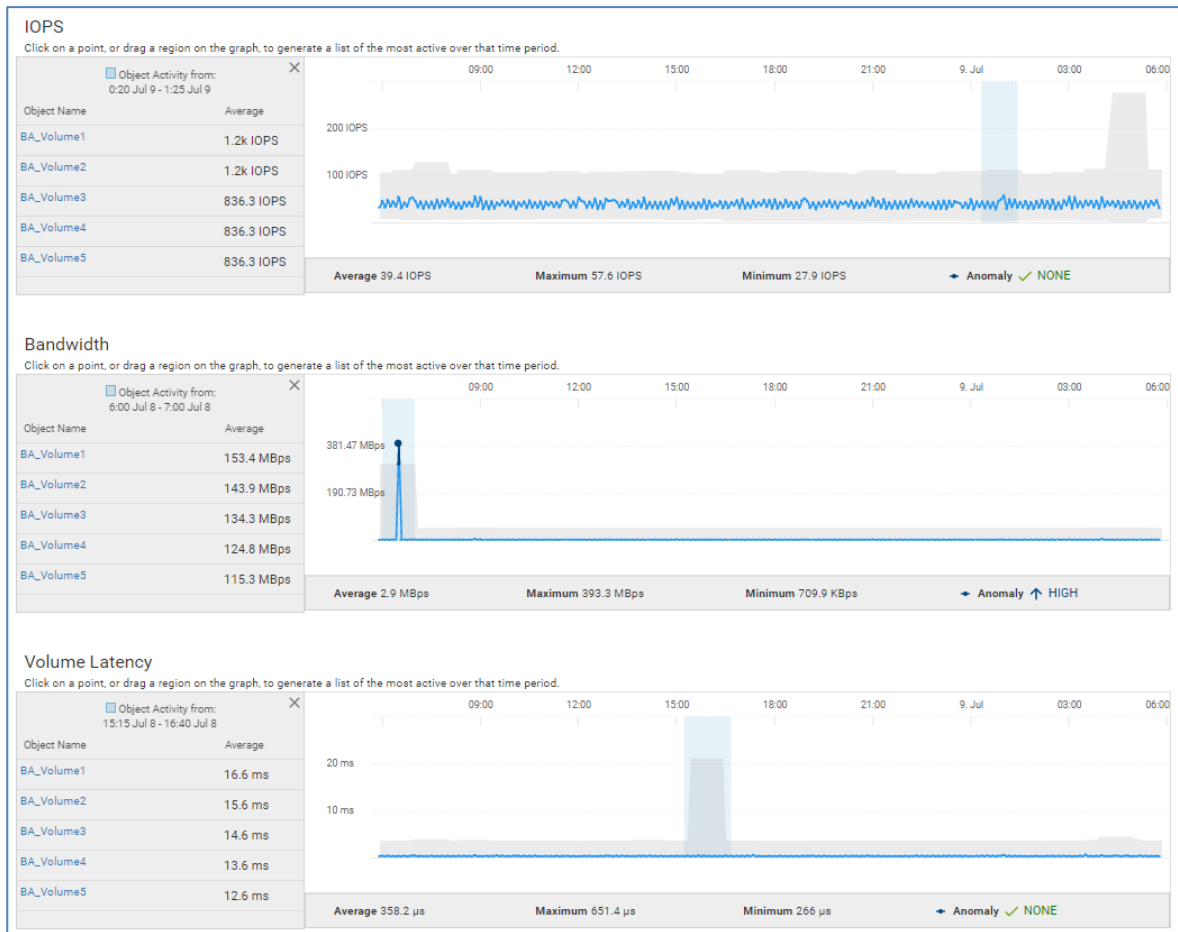 IOPS
Click on a point, or drag a region on the graph, to generate a list of the most active over that time period.
Object Activity from:
0:20 Jul 9 - 1:25 Jul 9
Object Name Average
BA_Volume1 1.2k IOPS
BA_Volume2 1.2k IOPS
BA_Volume3 836.3 IOPS
BA_Volume4 836.3 IOPS
BA_Volume5 836.3 IOPS
09:00 12:00 15:00 18:00 21:00 9. Jul 03:00 06:00
200 IOPS
100 IOPS
Average 39.4 IOPS Maximum 57.6 IOPS Minimum 27.9 IOPS Anomaly NONE
Bandwidth
Click on a point, or drag a region on the graph, to generate a list of the most active over that time period.
Object Activity from:
6:00 Jul 8 - 7:00 Jul 8
Object Name Average
BA_Volume1 153.4 MBps
BA_Volume2 143.9 MBps
BA_Volume3 134.3 MBps
BA_Volume4 124.8 MBps
BA_Volume5 115.3 MBps
09:00 12:00 15:00 18:00 21:00 9. Jul 03:00 06:00
381.47 MBps
190.73 MBps
Average 2.9 MBps Maximum 393.3 MBps Minimum 709.9 KBps Anomaly HIGH
Volume Latency
Click on a point, or drag a region on the graph, to generate a list of the most active over that time period.
Object Activity from:
15:15 Jul 8 - 16:40 Jul 8
Object Name Average
BA_Volume1 16.6 ms
BA_Volume2 15.6 ms
BA_Volume3 14.6 ms
BA_Volume4 13.6 ms
BA_Volume5 12.6 ms
09:00 12:00 15:00 18:00 21:00 9. Jul 03:00 06:00
20 ms
10 ms
Average 358.2 µs Maximum 651.4 µs Minimum 266 µs Anomaly NONE